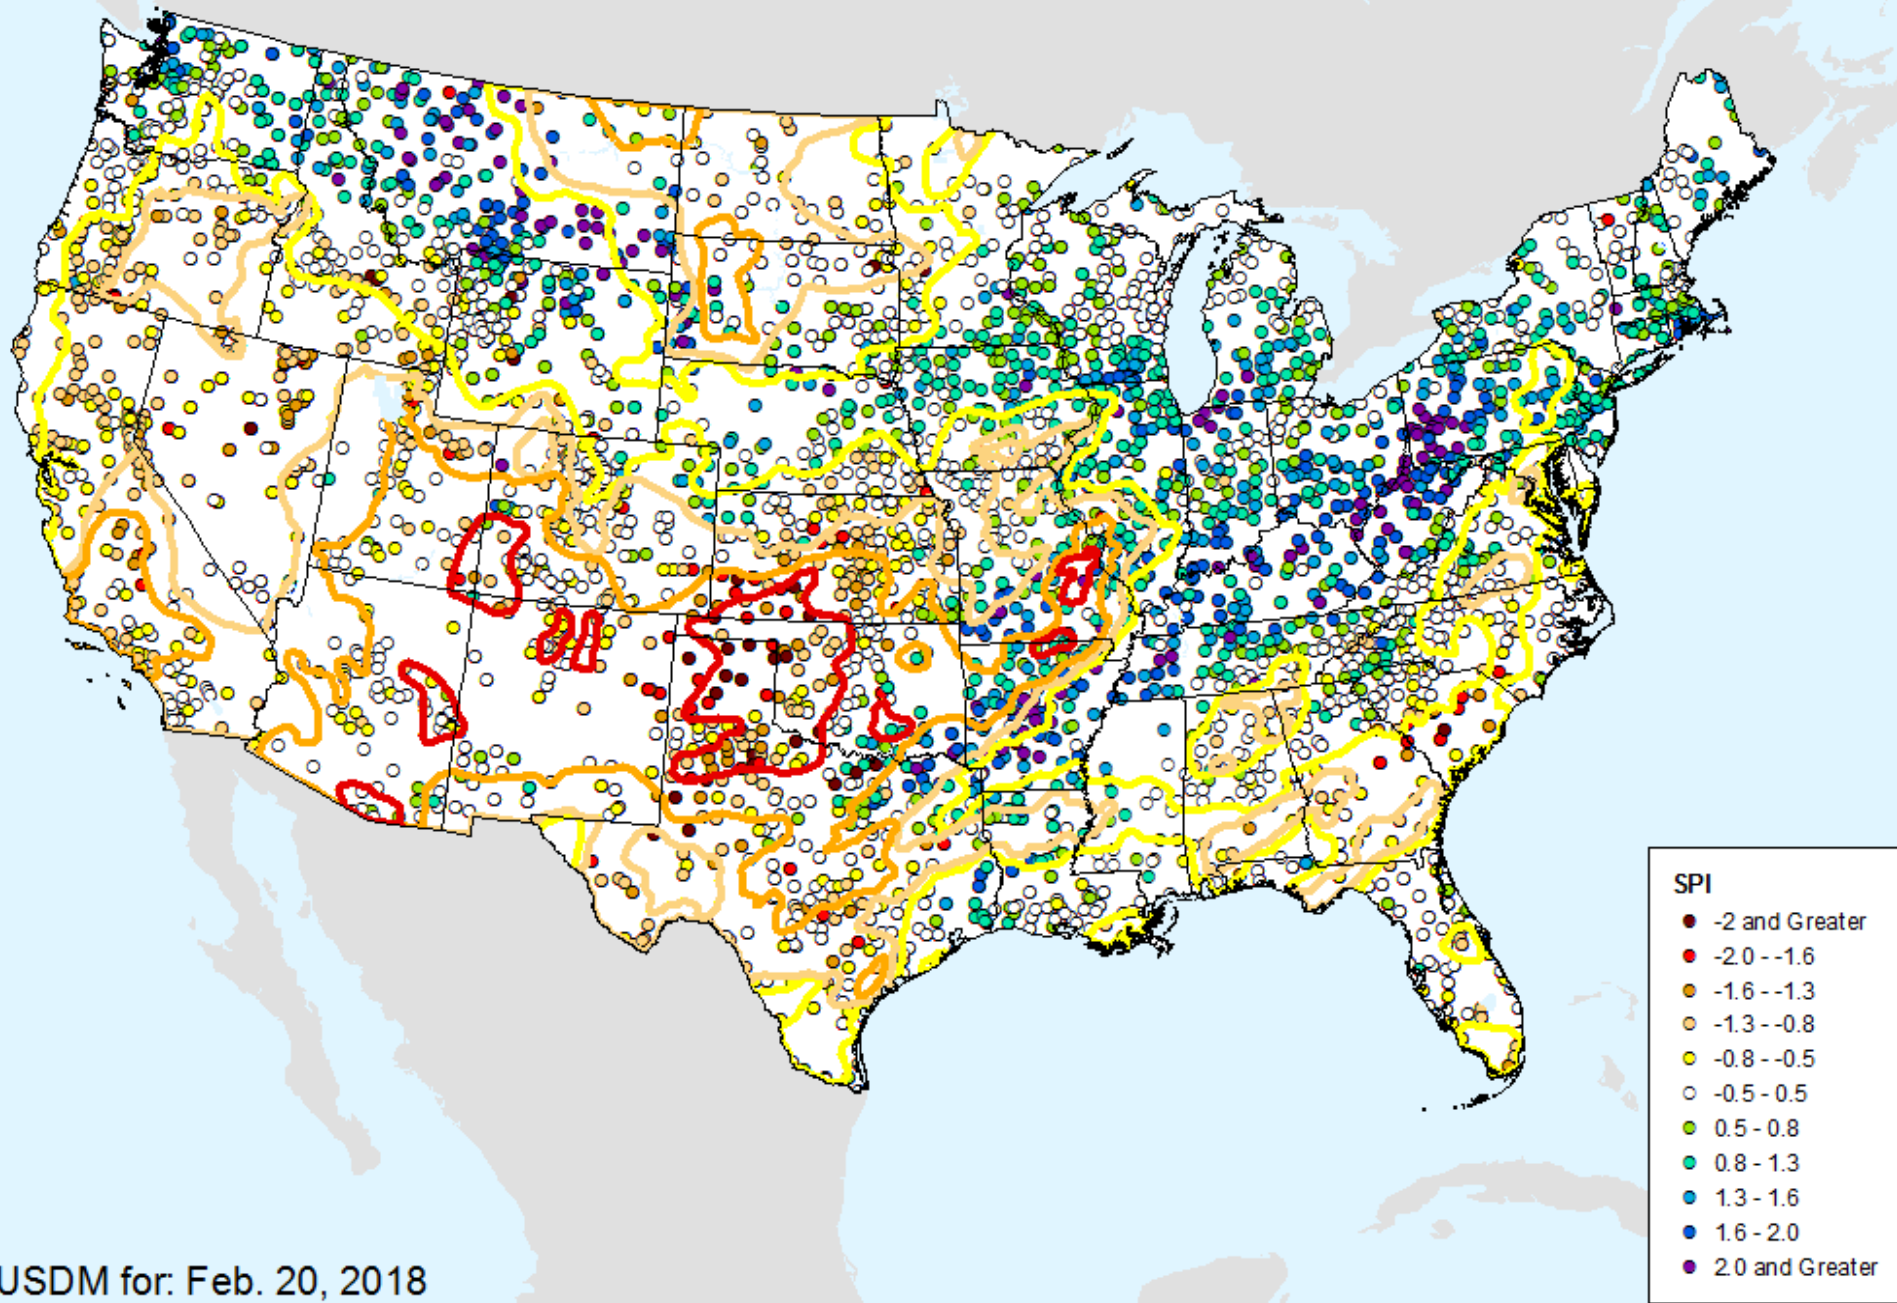 SPI
-2 and Greater
-2.0 - -1.6
-1.6 - -1.3
-1.3 - -0.8
-0.8 - -0.5
-0.5 - 0.5
0.5 - 0.8
0.8 - 1.3
1.3 - 1.6
1.6 - 2.0
2.0 and Greater
USDM for: Feb. 20, 2018